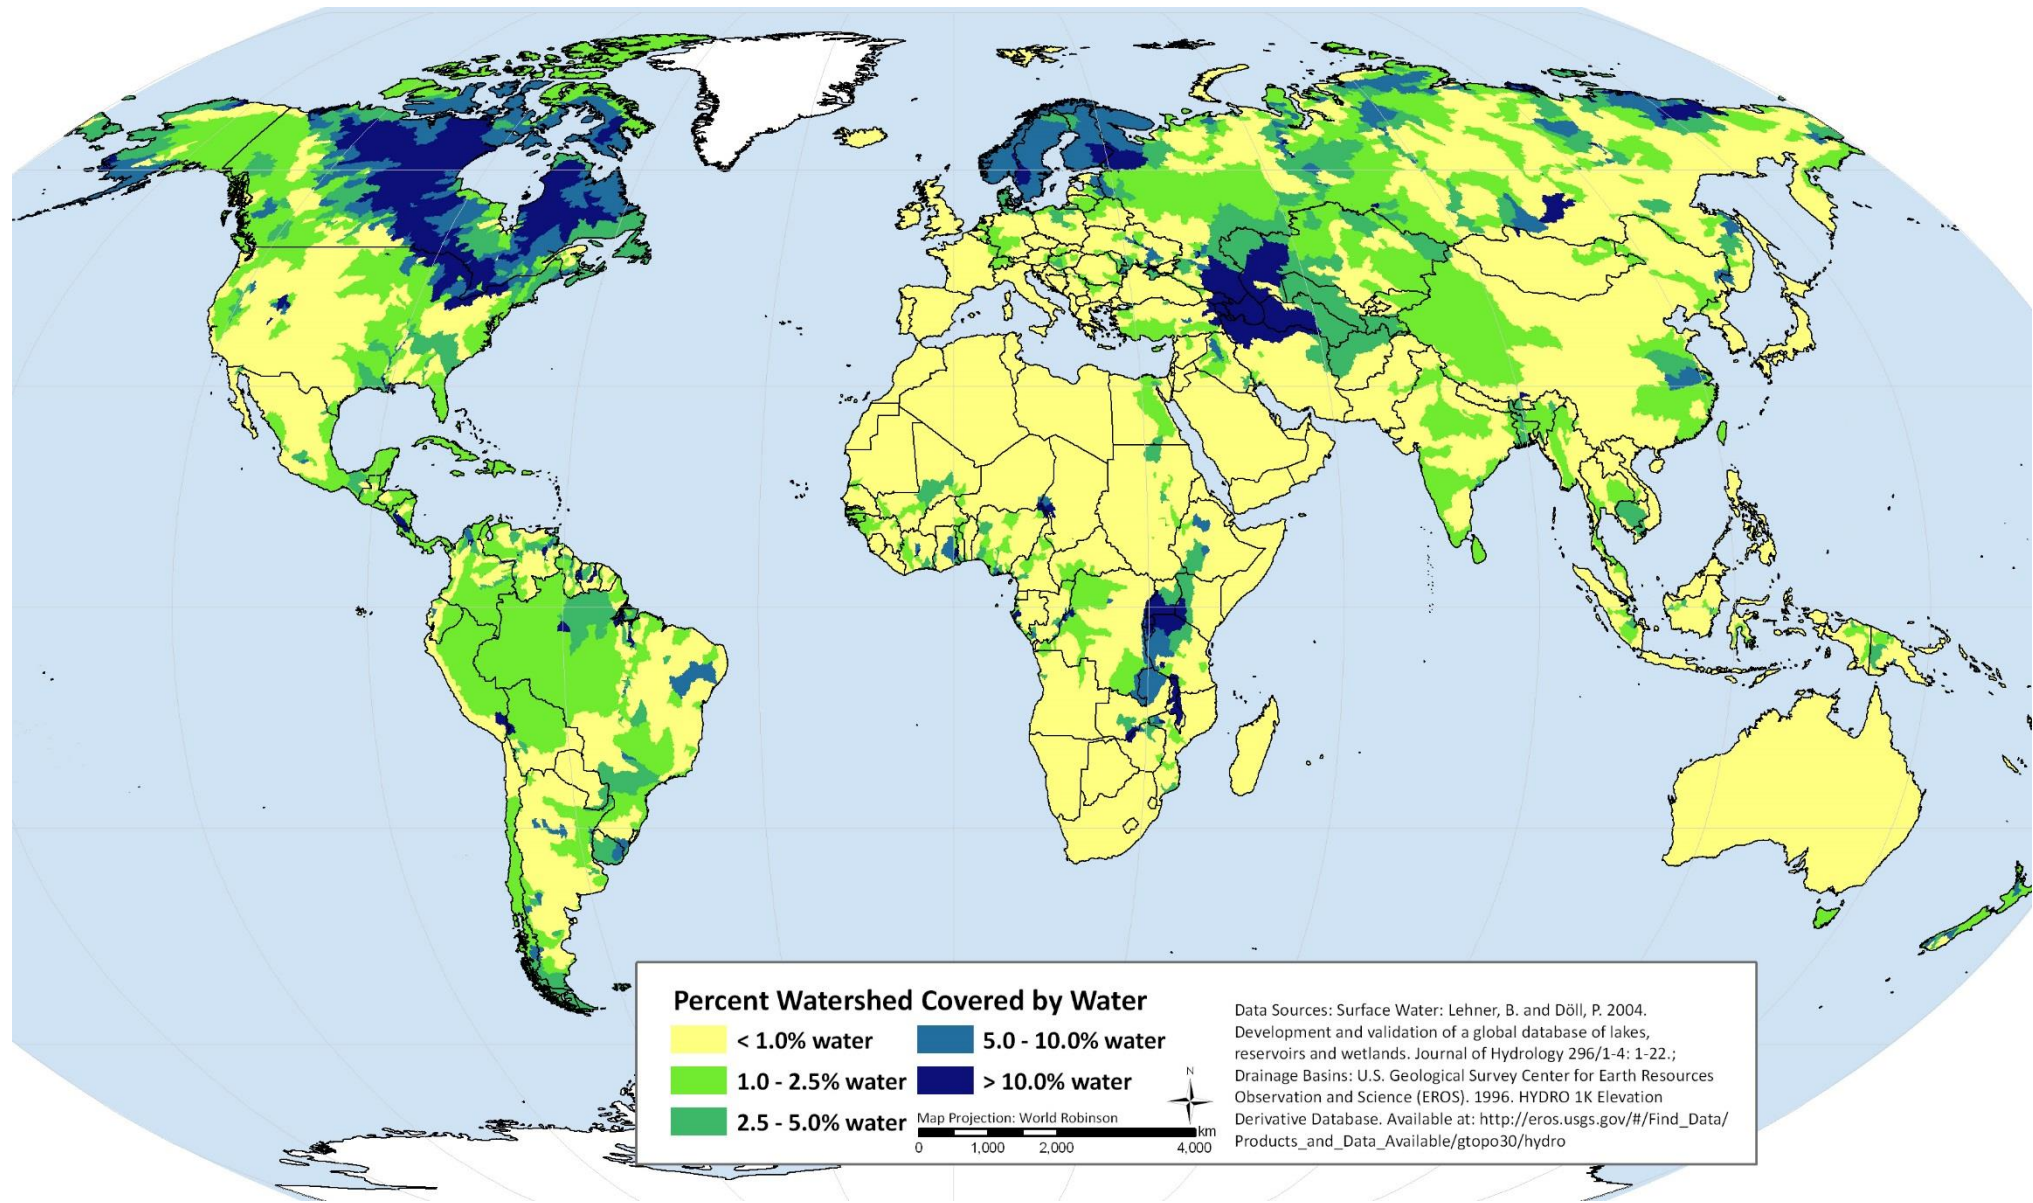 Percent Watershed Covered by Water
< 1.0% water
1.0 - 2.5% water
2.5 - 5.0% water
5.0 - 10.0% water
> 10.0% water
N
Map Projection: World Robinson
km
0 1,000 2,000 4,000
Data Sources: Surface Water: Lehner, B. and Döll, P. 2004.
Development and validation of a global database of lakes,
reservoirs and wetlands. Journal of Hydrology 296/1-4: 1-22.;
Drainage Basins: U.S. Geological Survey Center for Earth Resources
Observation and Science (EROS). 1996. HYDRO 1K Elevation
Derivative Database. Available at: http://eros.usgs.gov/#/Find_Data/
Products_and_Data_Available/gtopo30/hydro